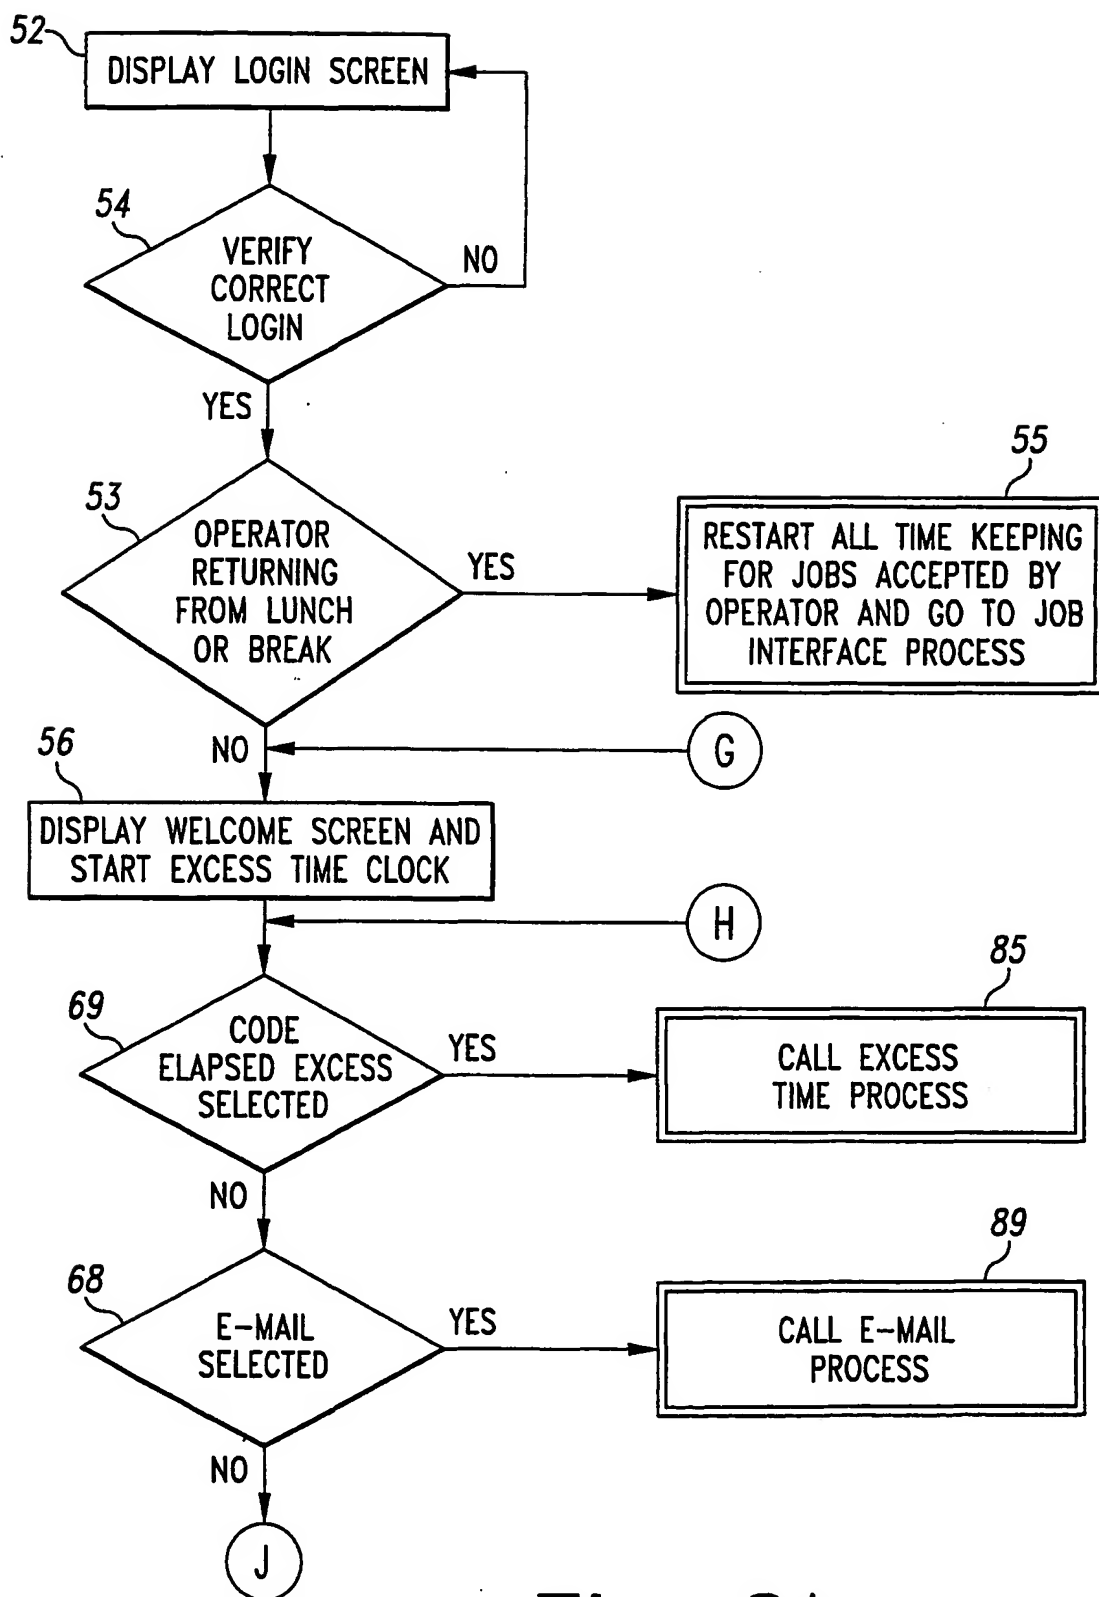 52
DISPLAY LOGIN SCREEN
54
VERIFY
CORRECT
LOGIN
NO
YES
53
OPERATOR
RETURNING
FROM LUNCH
OR BREAK
YES
55
RESTART ALL TIME KEEPING
FOR JOBS ACCEPTED BY
OPERATOR AND GO TO JOB
INTERFACE PROCESS
NO
G
56
DISPLAY WELCOME SCREEN AND
START EXCESS TIME CLOCK
H
69
CODE
ELAPSED EXCESS
SELECTED
YES
85
CALL EXCESS
TIME PROCESS
NO
68
E-MAIL
SELECTED
YES
89
CALL E-MAIL
PROCESS
NO
J